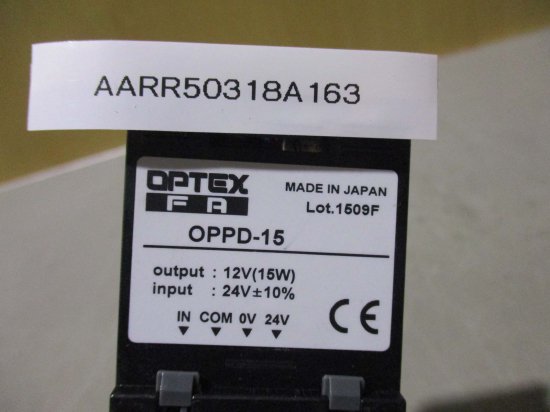 AARR50318A163
OPTEX
FA
MADE IN JAPAN
Lot.1509F
OPPD-15
output : 12V(15W)
input : 24V±10%
IN COM 0V 24V
CE